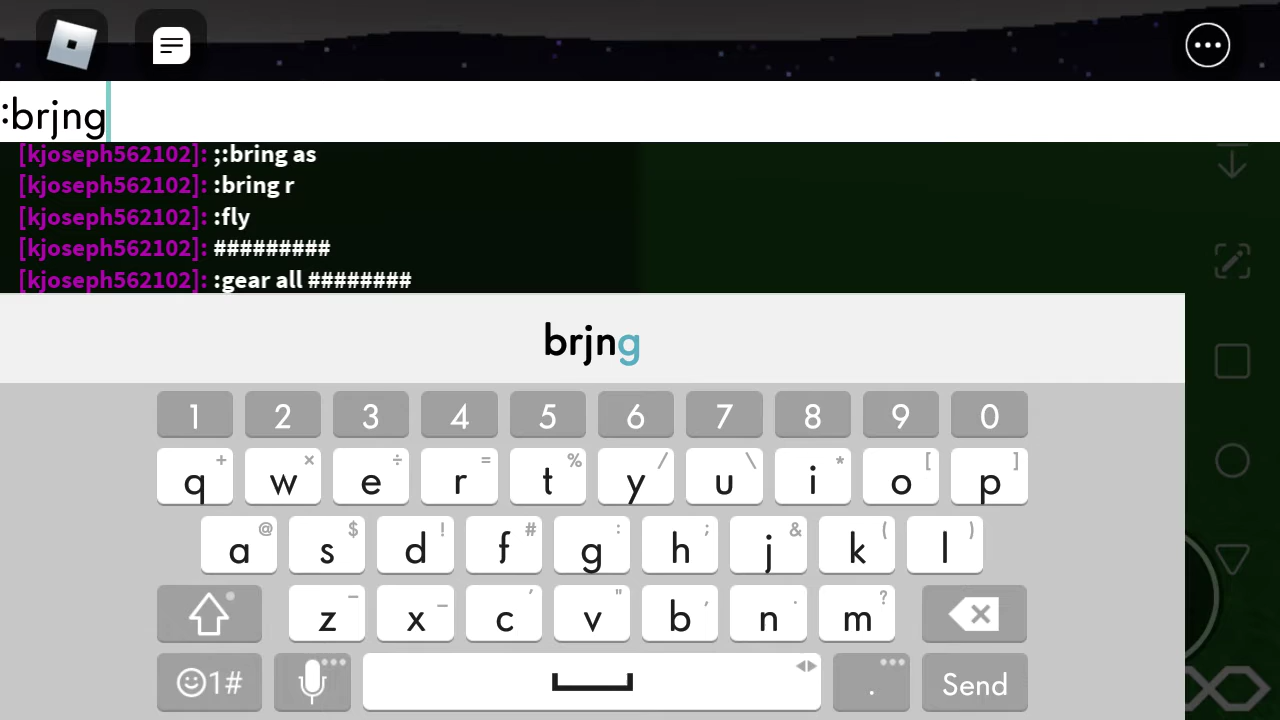 :brjng
[kjoseph562102]: ;:bring as
[kjoseph562102]: :bring r
[kjoseph562102]: :fly
[kjoseph562102]: #########
[kjoseph562102]: :gear all ########
brjng
1 2 3 4 5 6 7 8 9 0
q + w × e ÷ r = t % y / u \ i * o [ p ]
a @ s $ d ! f # g : h ; j & k ( l )
z – x _ c ' v " b , n . m ?
1# . Send